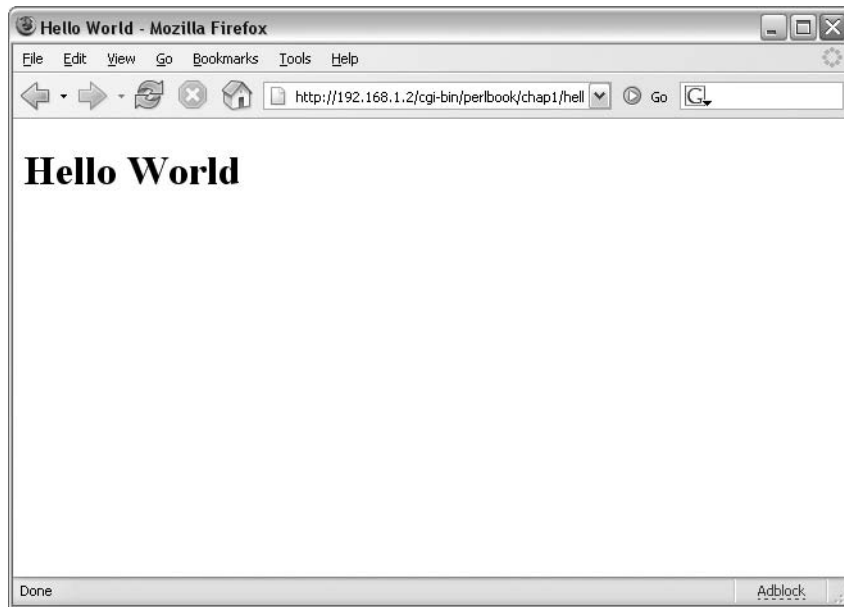 Hello World - Mozilla Firefox
File Edit View Go Bookmarks Tools Help
http://192.168.1.2/cgi-bin/perlbook/chap1/hell Go G
Hello World
Done Adblock